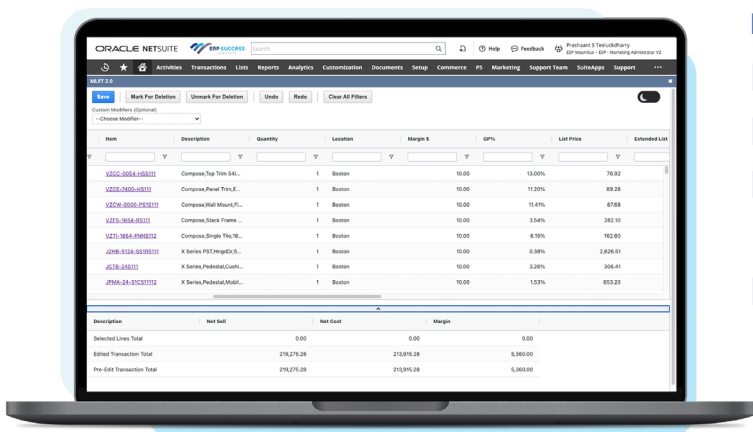 ORACLE NETSUITE ERP SUCCESS PARTNERS Search Help Feedback Prashaant S Teeluckdharry
ERP Mauritius - ERP - Marketing Administrator V2
Activities Transactions Lists Reports Analytics Customization Documents Setup Commerce PS Marketing Support Team SuiteApps Support ...
MLET 2.0
Save Mark For Deletion Unmark For Deletion Undo Redo Clear All Filters
Custom Modifiers (Optional)
--Choose Modifier--
Item Description Quantity Location Margin $ GP% List Price Extended List
VZCC-0054-HSS111 Compose,Top Trim 54I... 1 Boston 10.00 13.00% 76.92
VZCE-7400-HS111 Compose,Panel Trim,E... 1 Boston 10.00 11.20% 89.28
VZCW-0000-PS1S111 Compose,Wall Mount,Fi... 1 Boston 10.00 11.41% 87.68
VZFS-1654-RS111 Compose,Stack Frame ... 1 Boston 10.00 3.54% 282.10
VZTI-1654-FNNS112 Compose,Single Tile,16... 1 Boston 10.00 6.15% 162.60
J2HB-5124-SS1RS111 X Series PST,HngdDr,5... 1 Boston 10.00 0.38% 2,626.51
JCTB-24S111 X Series,Pedestal,Cushi... 1 Boston 10.00 3.26% 306.41
JPMA-24-S1CS11112 X Series,Pedestal,Mobil... 1 Boston 10.00 1.53% 653.20
Description Net Sell Net Cost Margin
Selected Lines Total 0.00 0.00 0.00
Edited Transaction Total 219,275.28 213,915.28 5,360.00
Pre-Edit Transaction Total 219,275.28 213,915.28 5,360.00